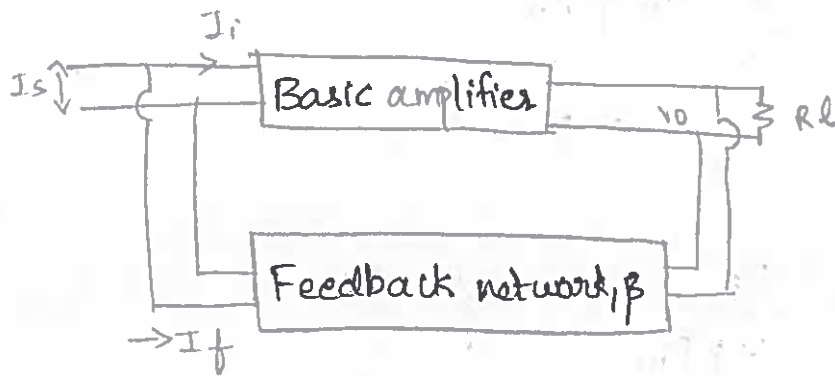 Ii
Is
Basic amplifier
vo
Rl
Feedback network, β
If